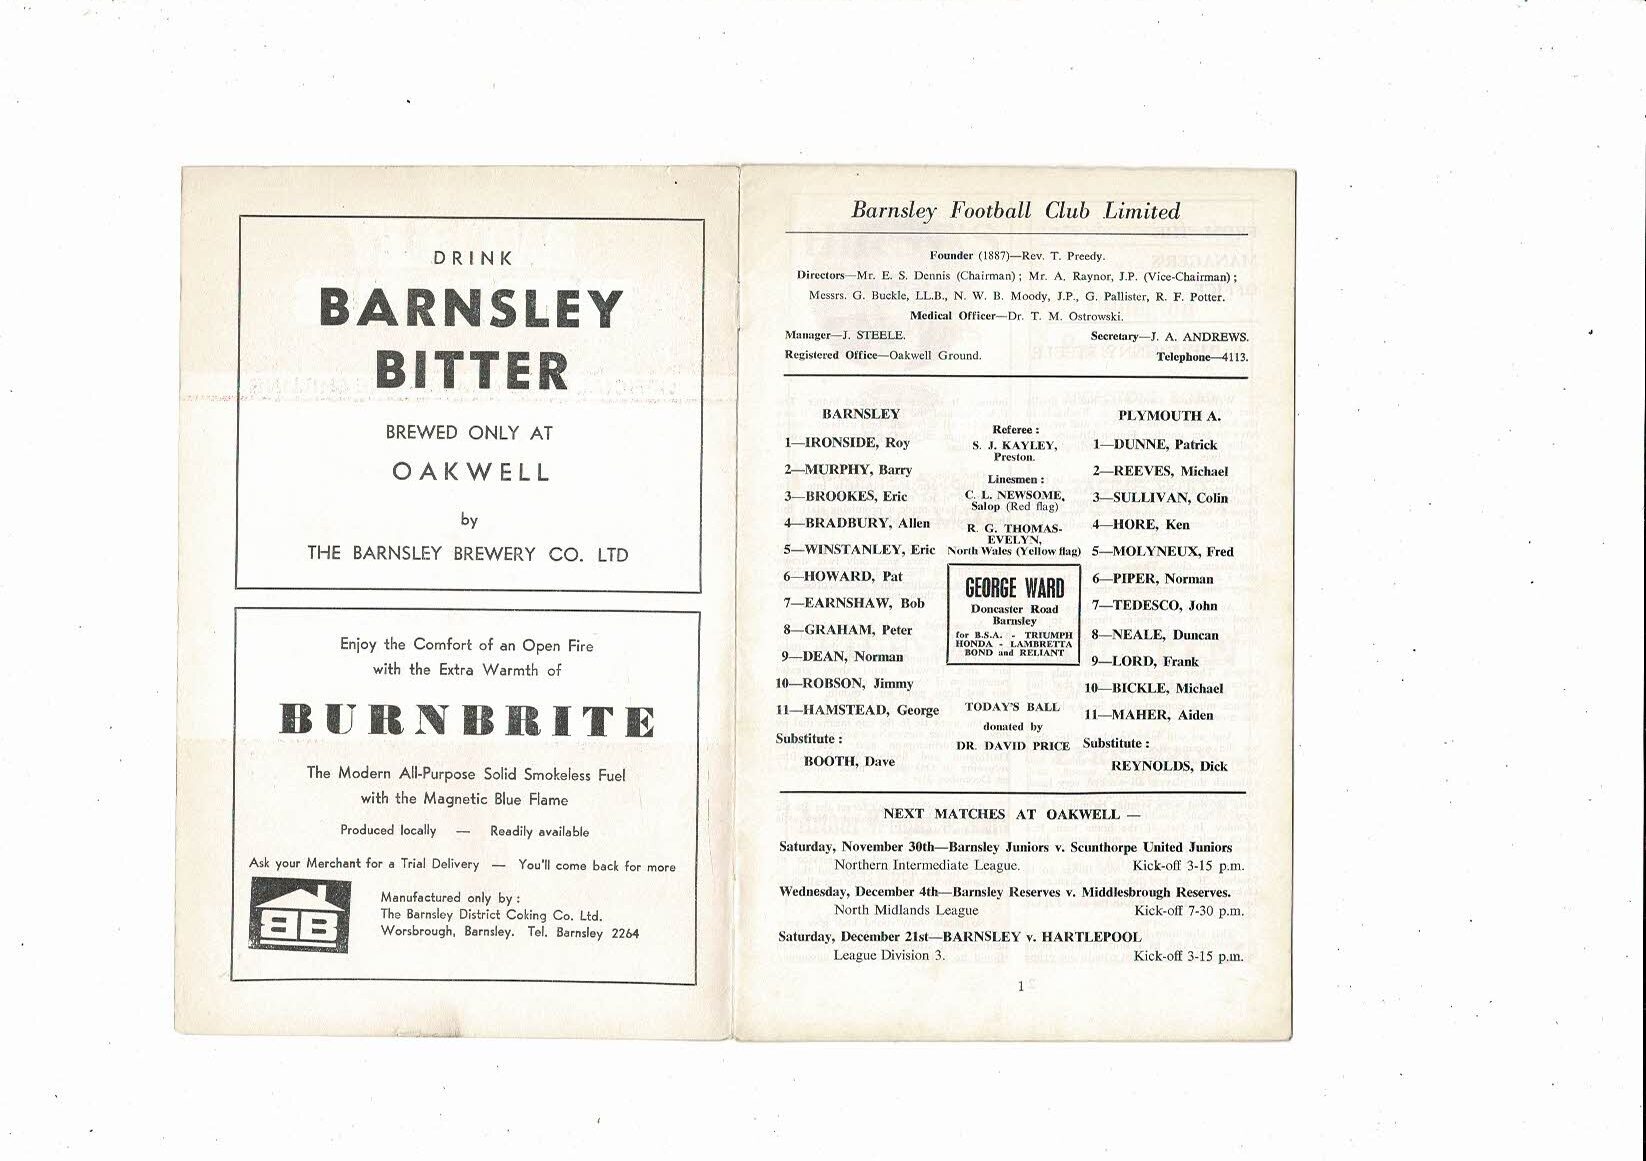 DRINK
BARNSLEY
BITTER
BREWED ONLY AT
OAKWELL
by
THE BARNSLEY BREWERY CO. LTD
Enjoy the Comfort of an Open Fire
with the Extra Warmth of
BURNBRITE
The Modern All-Purpose Solid Smokeless Fuel
with the Magnetic Blue Flame
Produced locally — Readily available
Ask your Merchant for a Trial Delivery — You'll come back for more
BB
Manufactured only by :
The Barnsley District Coking Co. Ltd.
Worsbrough, Barnsley. Tel. Barnsley 2264
Barnsley Football Club Limited
Founder (1887)—Rev. T. Preedy.
Directors—Mr. E. S. Dennis (Chairman) ; Mr. A. Raynor, J.P. (Vice-Chairman) ;
Messrs. G. Buckle, LL.B., N. W. B. Moody, J.P., G. Pallister, R. F. Potter.
Medical Officer—Dr. T. M. Ostrowski.
Manager—J. STEELE. Secretary—J. A. ANDREWS.
Registered Office—Oakwell Ground. Telephone—4113.
BARNSLEY
1—IRONSIDE, Roy
2—MURPHY, Barry
3—BROOKES, Eric
4—BRADBURY, Allen
5—WINSTANLEY, Eric
6—HOWARD, Pat
7—EARNSHAW, Bob
8—GRAHAM, Peter
9—DEAN, Norman
10—ROBSON, Jimmy
11—HAMSTEAD, George
Substitute :
BOOTH, Dave
Referee :
S. J. KAYLEY,
Preston.
Linesmen :
C. L. NEWSOME,
Salop (Red flag)
R. G. THOMAS-
EVELYN,
North Wales (Yellow flag)
GEORGE WARD
Doncaster Road
Barnsley
for B.S.A. - TRIUMPH
HONDA - LAMBRETTA
BOND and RELIANT
TODAY'S BALL
donated by
DR. DAVID PRICE
PLYMOUTH A.
1—DUNNE, Patrick
2—REEVES, Michael
3—SULLIVAN, Colin
4—HORE, Ken
5—MOLYNEUX, Fred
6—PIPER, Norman
7—TEDESCO, John
8—NEALE, Duncan
9—LORD, Frank
10—BICKLE, Michael
11—MAHER, Aiden
Substitute :
REYNOLDS, Dick
NEXT MATCHES AT OAKWELL —
Saturday, November 30th—Barnsley Juniors v. Scunthorpe United Juniors
Northern Intermediate League. Kick-off 3-15 p.m.
Wednesday, December 4th—Barnsley Reserves v. Middlesbrough Reserves.
North Midlands League Kick-off 7-30 p.m.
Saturday, December 21st—BARNSLEY v. HARTLEPOOL
League Division 3. Kick-off 3-15 p.m.
1